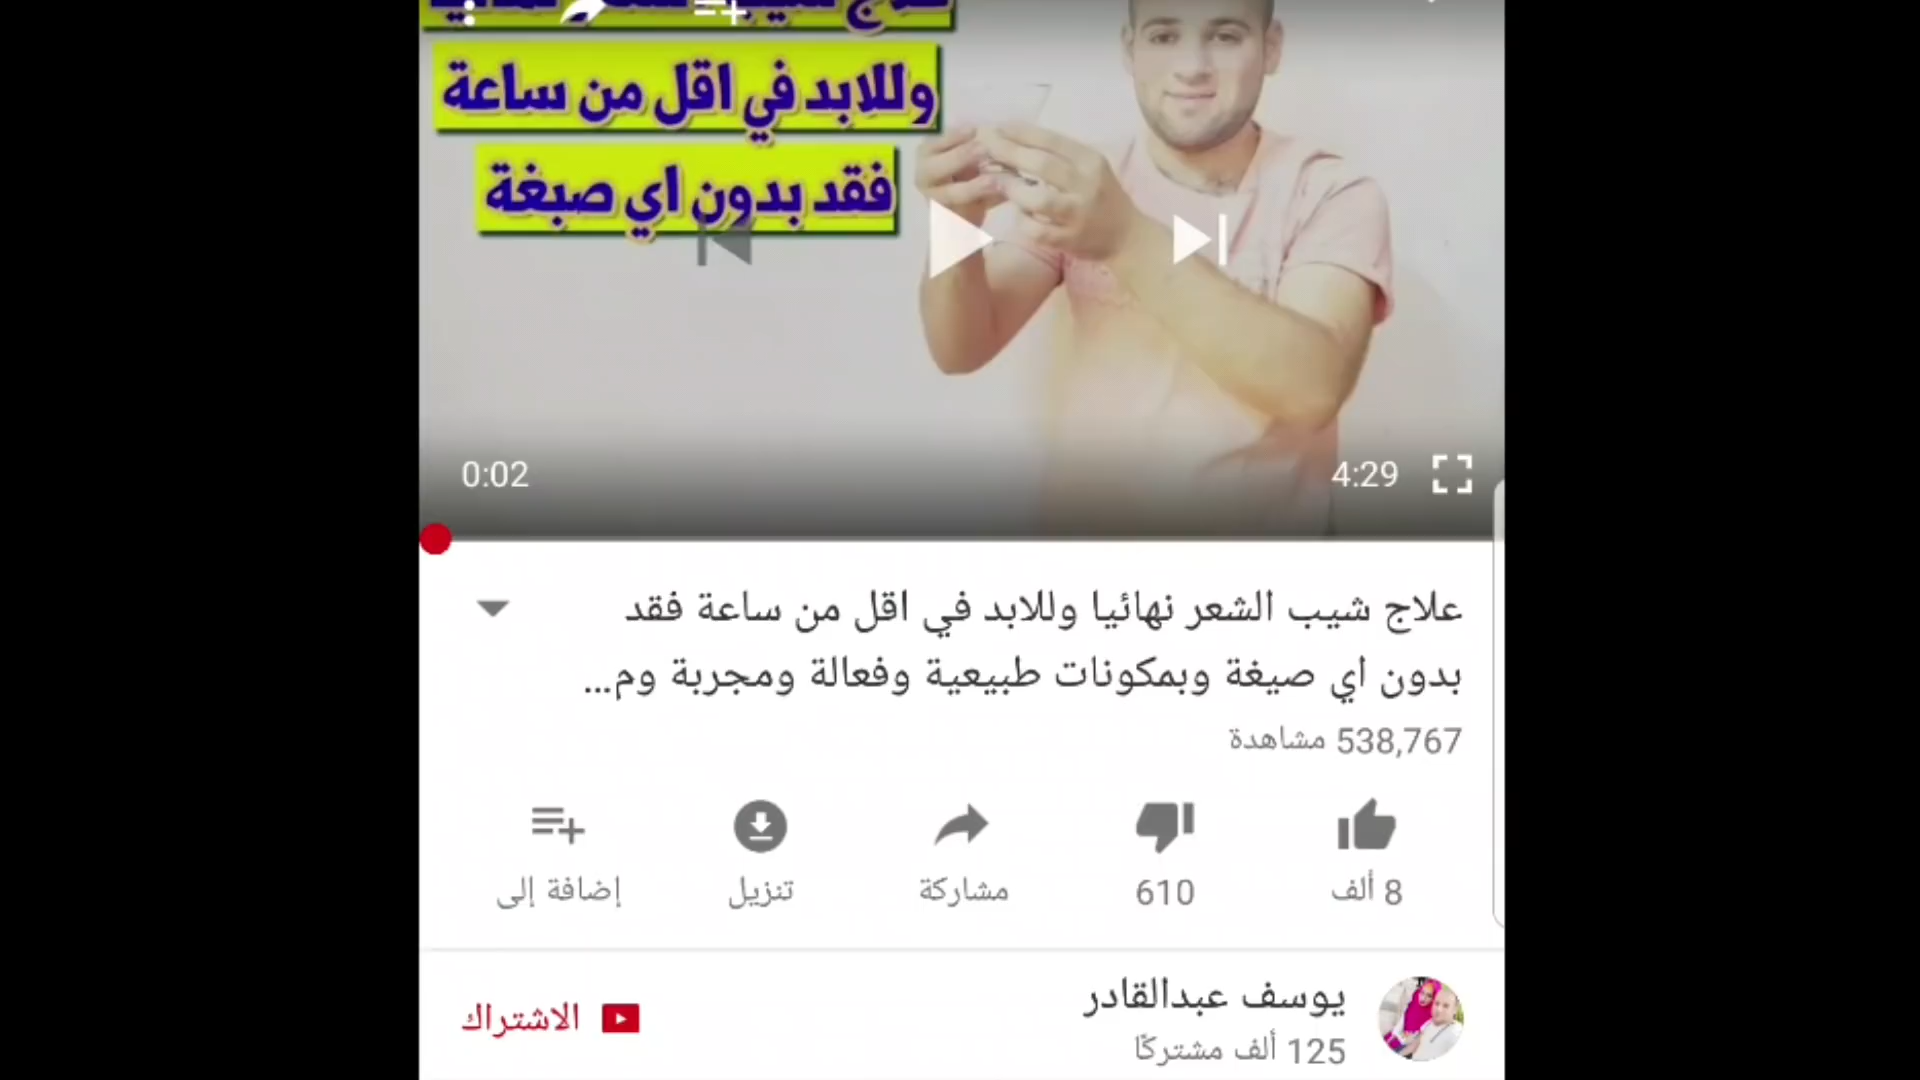 وللابد في اقل من ساعة
فقد بدون اي صبغة
0:02
4:29
علاج شيب الشعر نهائيا وللابد في اقل من ساعة فقد
بدون اي صيغة وبمكونات طبيعية وفعالة ومجربة وم...
538,767 مشاهدة
8 ألف
610
مشاركة
تنزيل
إضافة إلى
يوسف عبدالقادر
125 ألف مشتركًا
الاشتراك